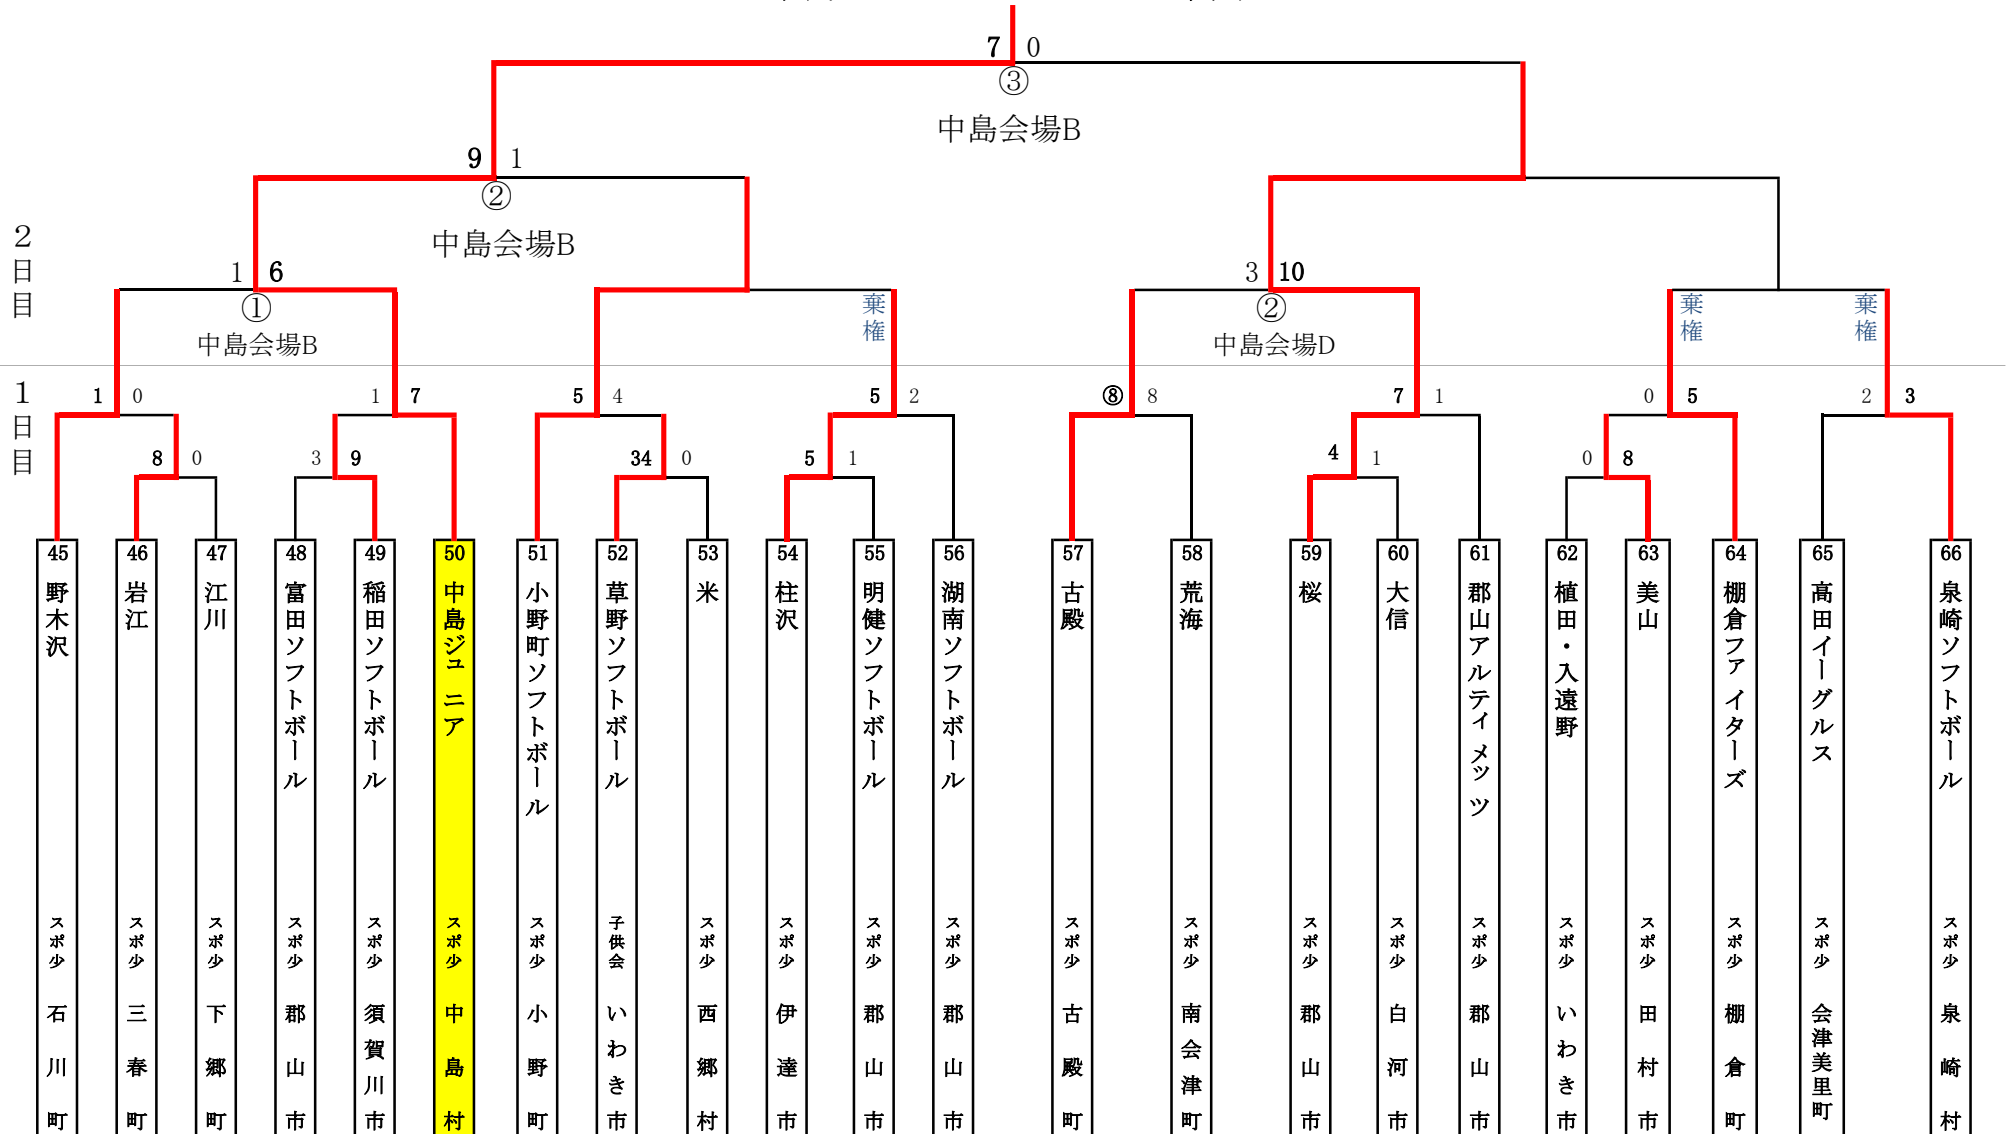 7 0
③
中島会場B
9 1
②
中島会場B
2日目
1 6
①
中島会場B
棄権
3 10
②
中島会場D
棄権
棄権
1日目
1 0
1 7
5 4
5 2
⑧ 8
7 1
0 5
2 3
8 0
3 9
34 0
5 1
4 1
0 8
45 野木沢 スポ少 石川町
46 岩江 スポ少 三春町
47 江川 スポ少 下郷町
48 富田ソフトボール スポ少 郡山市
49 稲田ソフトボール スポ少 須賀川市
50 中島ジュニア スポ少 中島村
51 小野町ソフトボール スポ少 小野町
52 草野ソフトボール 子供会 いわき市
53 米 スポ少 西郷村
54 柱沢 スポ少 伊達市
55 明健ソフトボール スポ少 郡山市
56 湖南ソフトボール スポ少 郡山市
57 古殿 スポ少 古殿町
58 荒海 スポ少 南会津町
59 桜 スポ少 郡山市
60 大信 スポ少 白河市
61 郡山アルティメッツ スポ少 郡山市
62 植田・入遠野 スポ少 いわき市
63 美山 スポ少 田村市
64 棚倉ファイターズ スポ少 棚倉町
65 高田イーグルス スポ少 会津美里町
66 泉崎ソフトボール スポ少 泉崎村